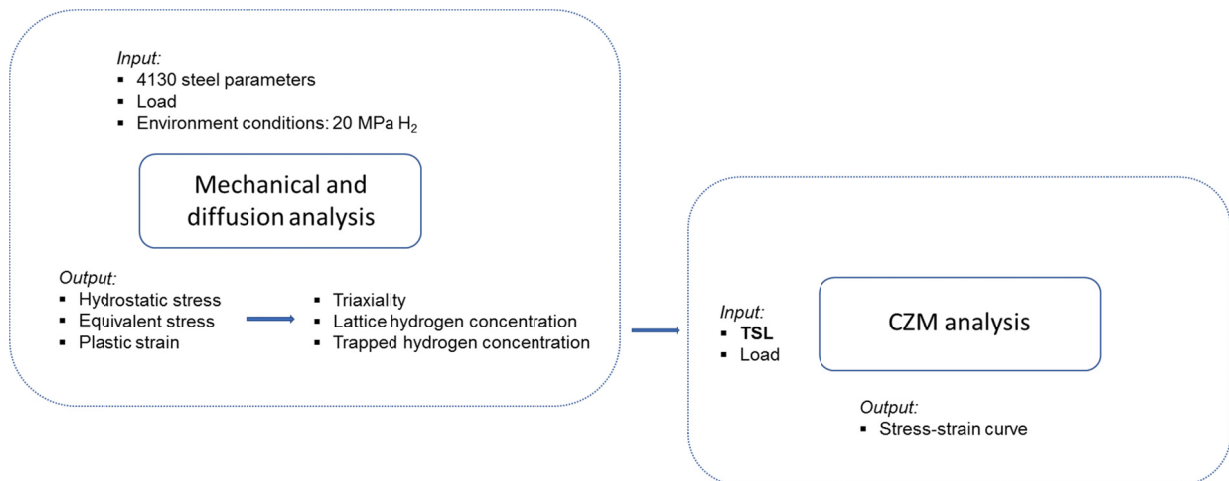 Input:
▪ 4130 steel parameters
▪ Load
▪ Environment conditions: 20 MPa H₂
Mechanical and
diffusion analysis
Output:
▪ Hydrostatic stress
▪ Equivalent stress
▪ Plastic strain
▪ Triaxialty
▪ Lattice hydrogen concentration
▪ Trapped hydrogen concentration
Input:
▪ TSL
▪ Load
CZM analysis
Output:
▪ Stress-strain curve